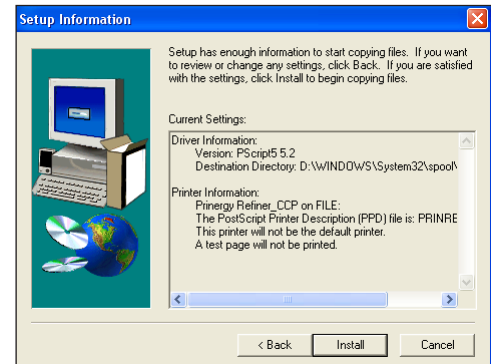 Setup Information
Setup has enough information to start copying files. If you want
to review or change any settings, click Back. If you are satisfied
with the settings, click Install to begin copying files.
Current Settings:
Driver Information:
Version: PScript5 5.2
Destination Directory: D:\WINDOWS\System32\spool\
Printer Information:
Prinergy Refiner_CCP on FILE:
The PostScript Printer Description (PPD) file is: PRINRE
This printer will not be the default printer.
A test page will not be printed.
< Back Install Cancel